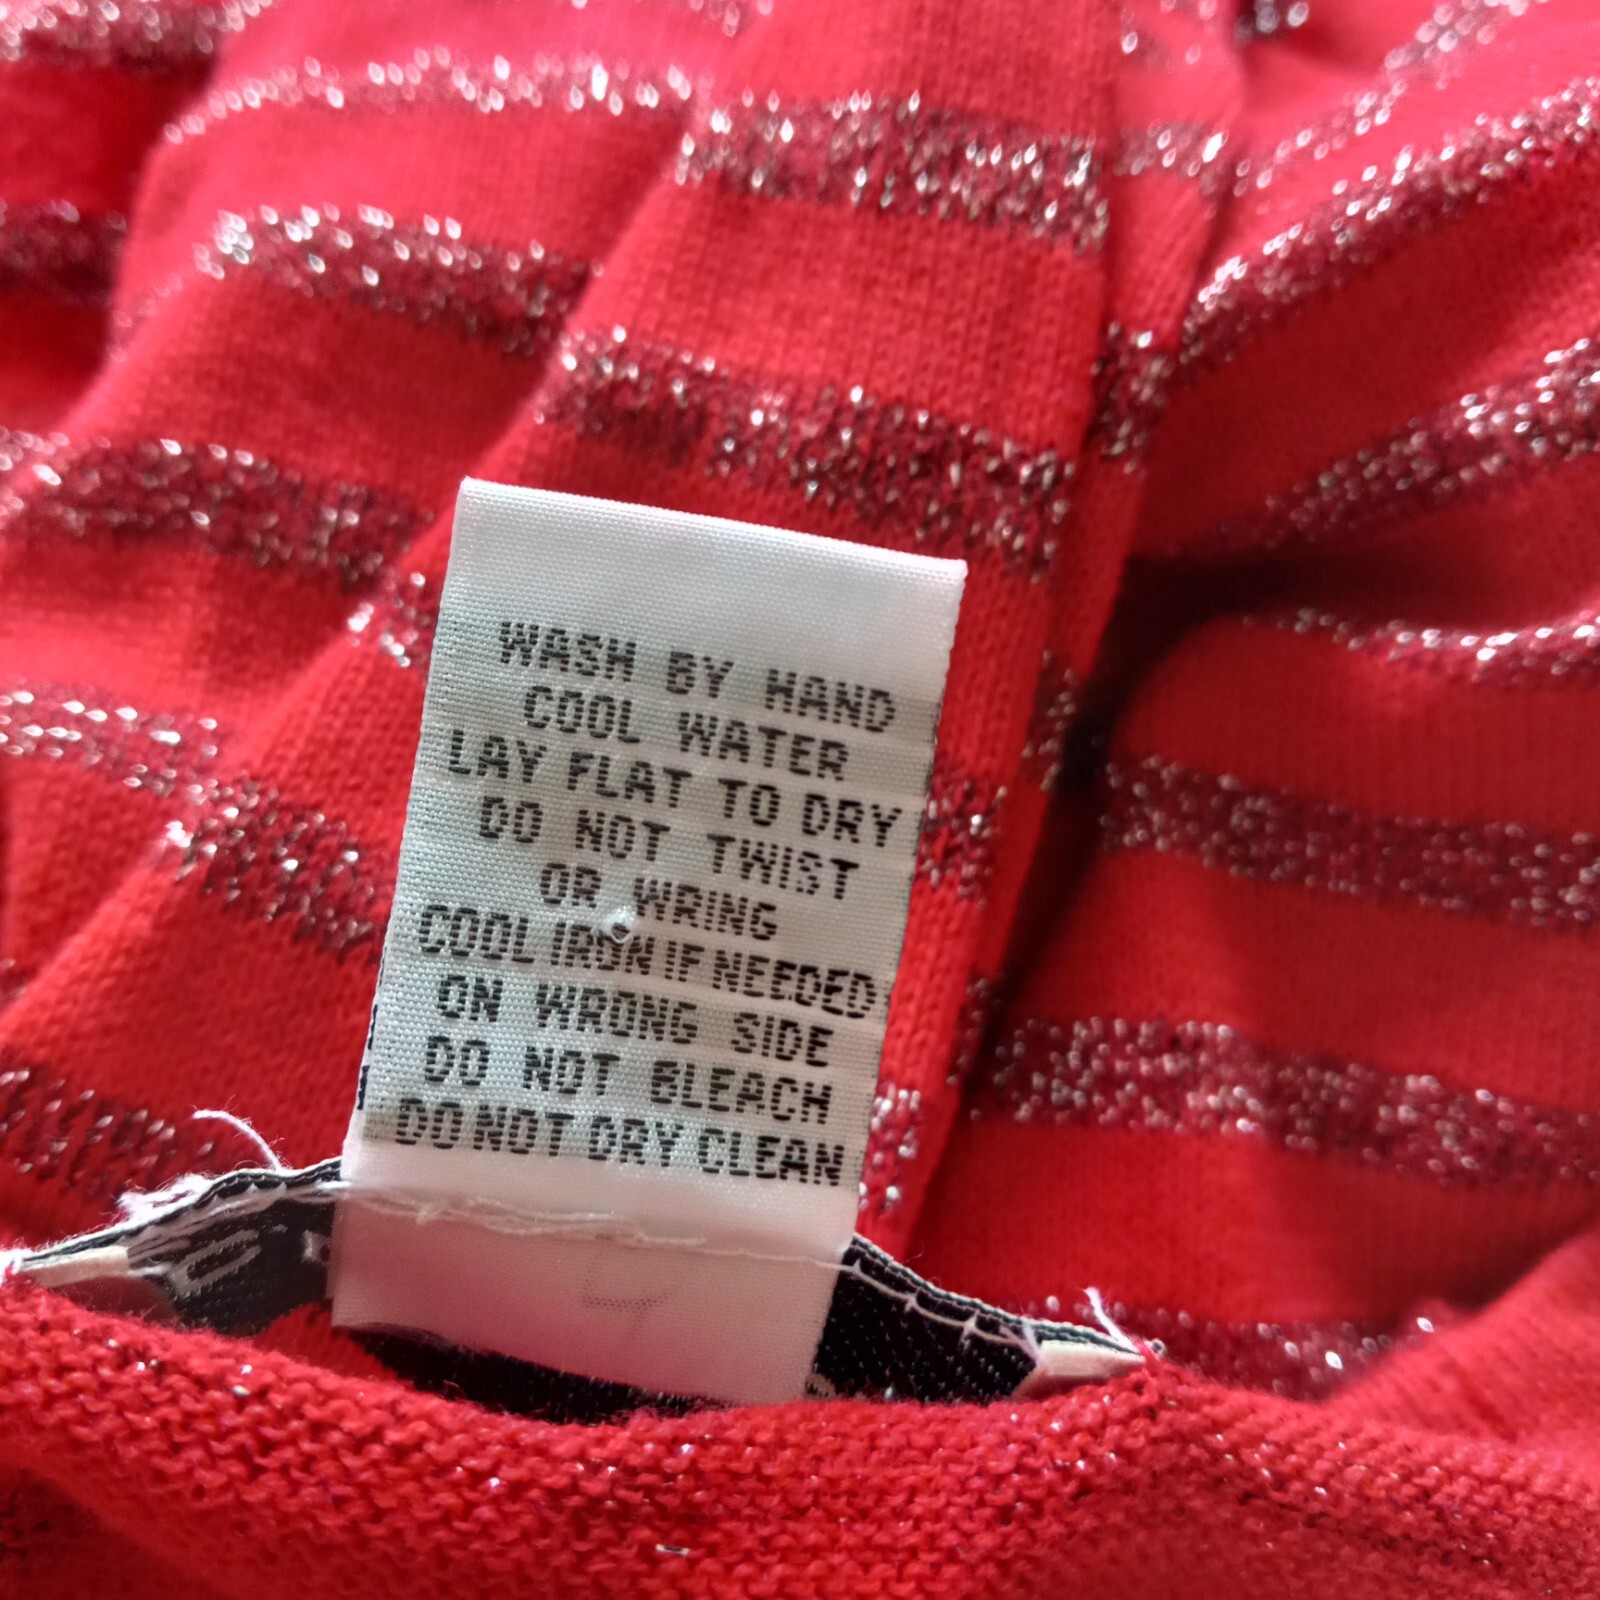 WASH BY HAND
COOL WATER
LAY FLAT TO DRY
DO NOT TWIST
OR WRING
COOL IRON IF NEEDED
ON WRONG SIDE
DO NOT BLEACH
DO NOT DRY CLEAN